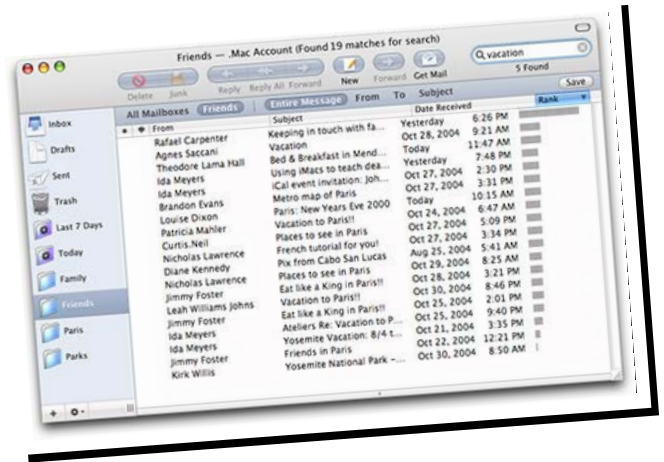 Friends — .Mac Account (Found 19 matches for search)
Delete Junk Reply Reply All Forward New Forward Get Mail
vacation
5 Found
All Mailboxes Friends Entire Message From To Subject Save
From Subject Date Received Rank
Inbox
Drafts
Sent
Trash
Last 7 Days
Today
Family
Friends
Paris
Parks
Rafael Carpenter Keeping in touch with fa... Yesterday 6:26 PM
Agnes Saccani Vacation Oct 28, 2004 9:21 AM
Theodore Lama Hall Bed & Breakfast in Mend... Today 11:47 AM
Ida Meyers Using iMacs to teach dea... Yesterday 7:48 PM
Ida Meyers iCal event invitation: Joh... Oct 27, 2004 2:30 PM
Brandon Evans Metro map of Paris Oct 27, 2004 3:31 PM
Louise Dixon Paris: New Years Eve 2000 Today 10:15 AM
Patricia Mahler Vacation to Paris!! Oct 24, 2004 6:47 AM
Curtis.Neil Places to see in Paris Oct 27, 2004 5:09 PM
Nicholas Lawrence French tutorial for you! Oct 27, 2004 3:34 PM
Diane Kennedy Pix from Cabo San Lucas Aug 25, 2004 5:41 AM
Nicholas Lawrence Places to see in Paris Oct 29, 2004 8:25 AM
Jimmy Foster Eat like a King in Paris!! Oct 28, 2004 3:21 PM
Leah Williams Johns Vacation to Paris!! Oct 30, 2004 8:46 PM
Jimmy Foster Eat like a King in Paris!! Oct 25, 2004 2:01 PM
Ida Meyers Ateliers Re: Vacation to P... Oct 25, 2004 9:40 PM
Ida Meyers Yosemite Vacation: 8/4 t... Oct 21, 2004 3:35 PM
Jimmy Foster Friends in Paris Oct 22, 2004 12:21 PM
Kirk Willis Yosemite National Park –... Oct 30, 2004 8:50 AM